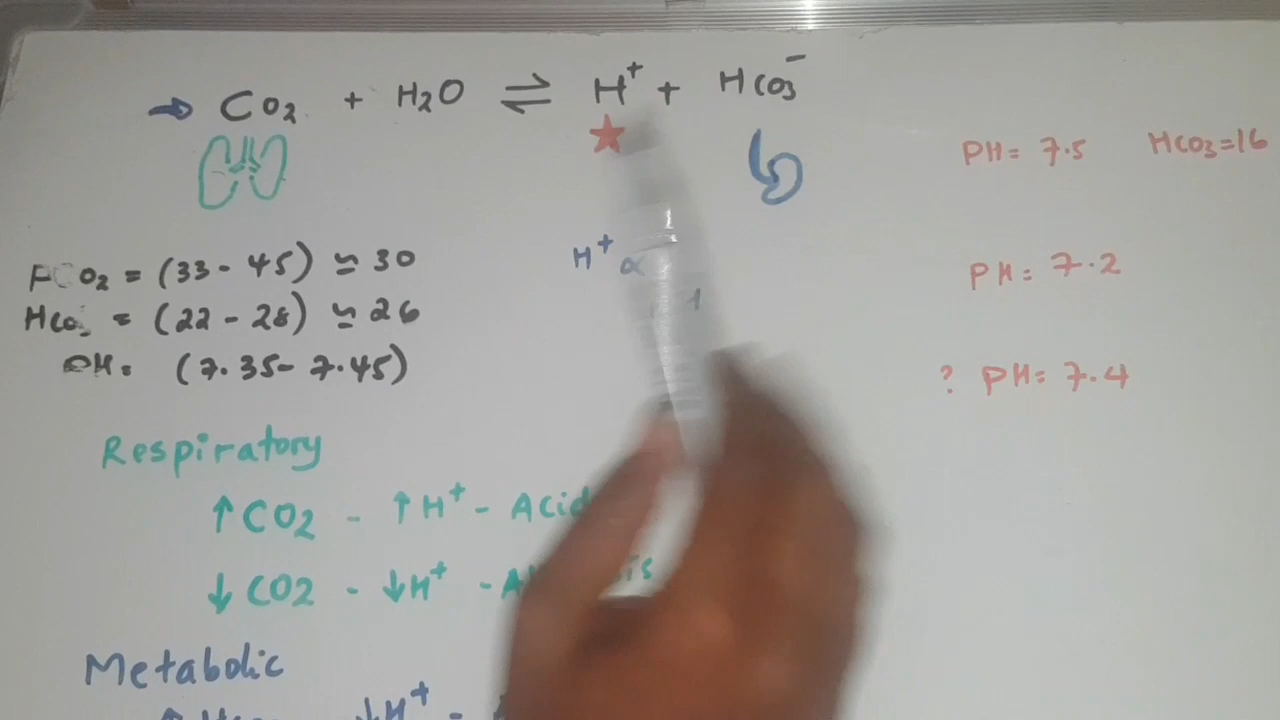 → CO2 + H2O ⇌ H+ + HCO3-
PH= 7.5 HCO3=16
H+ ∝
PCO2 = (33 - 45) ≃ 30
PH= 7.2
HCO3 = (22 - 28) ≃ 26
PH= (7.35- 7.45)
? PH= 7.4
Respiratory
↑CO2 - ↑H+ - Acid
↓CO2 - ↓H+ -
Metabolic
↓H+ -